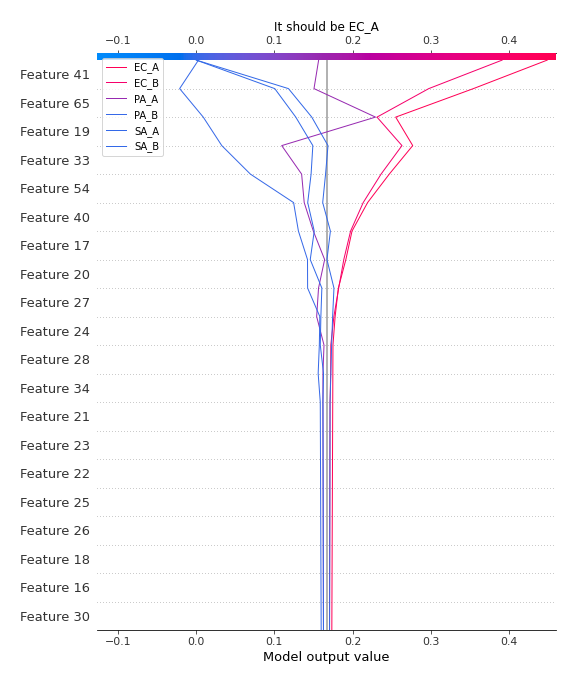 It should be EC_A
−0.1 0.0 0.1 0.2 0.3 0.4
EC_A
EC_B
PA_A
PA_B
SA_A
SA_B
Feature 41
Feature 65
Feature 19
Feature 33
Feature 54
Feature 40
Feature 17
Feature 20
Feature 27
Feature 24
Feature 28
Feature 34
Feature 21
Feature 23
Feature 22
Feature 25
Feature 26
Feature 18
Feature 16
Feature 30
−0.1 0.0 0.1 0.2 0.3 0.4
Model output value